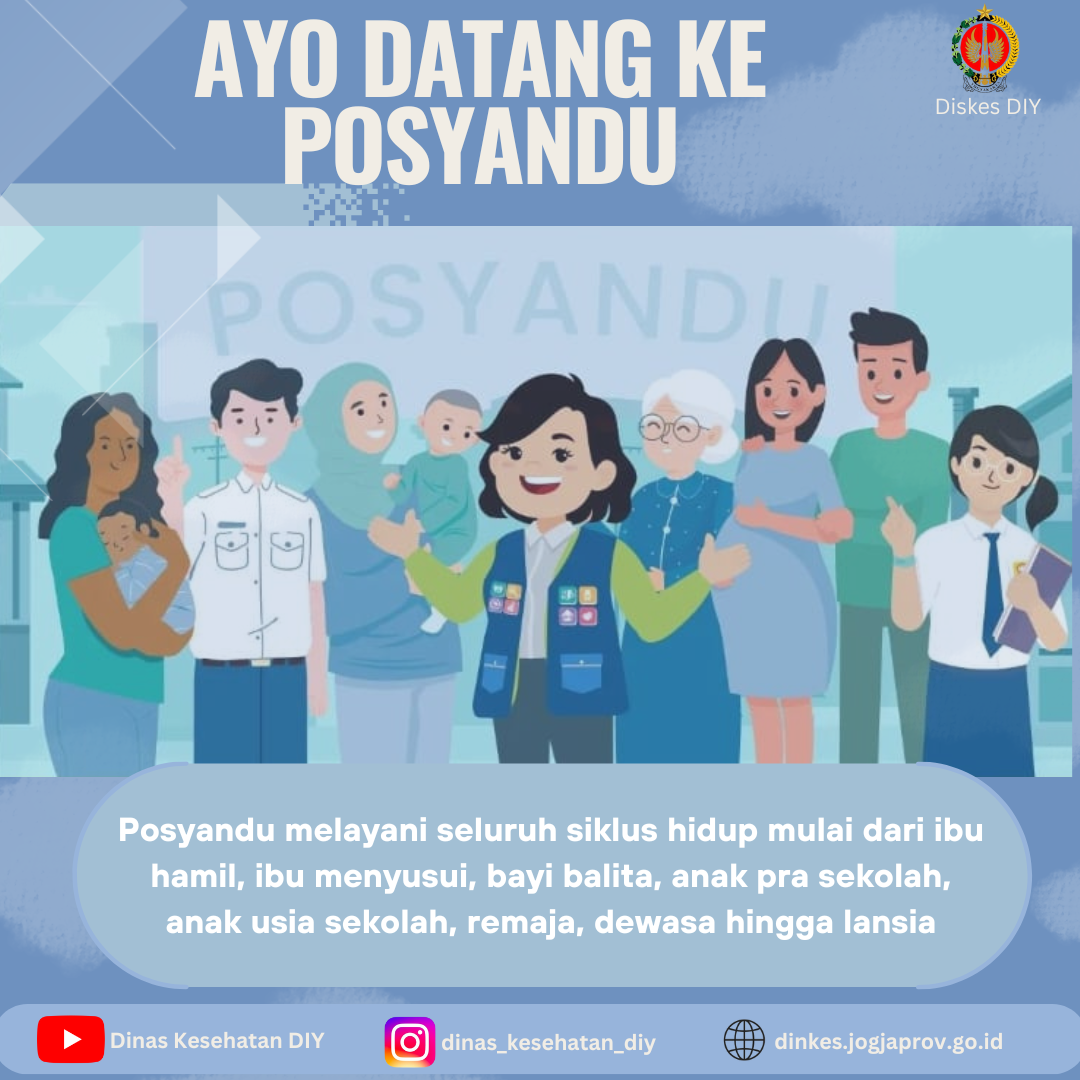 AYO DATANG KE
POSYANDU
Diskes DIY
POSYANDU
Posyandu melayani seluruh siklus hidup mulai dari ibu
hamil, ibu menyusui, bayi balita, anak pra sekolah,
anak usia sekolah, remaja, dewasa hingga lansia
Dinas Kesehatan DIY
dinas_kesehatan_diy
dinkes.jogjaprov.go.id